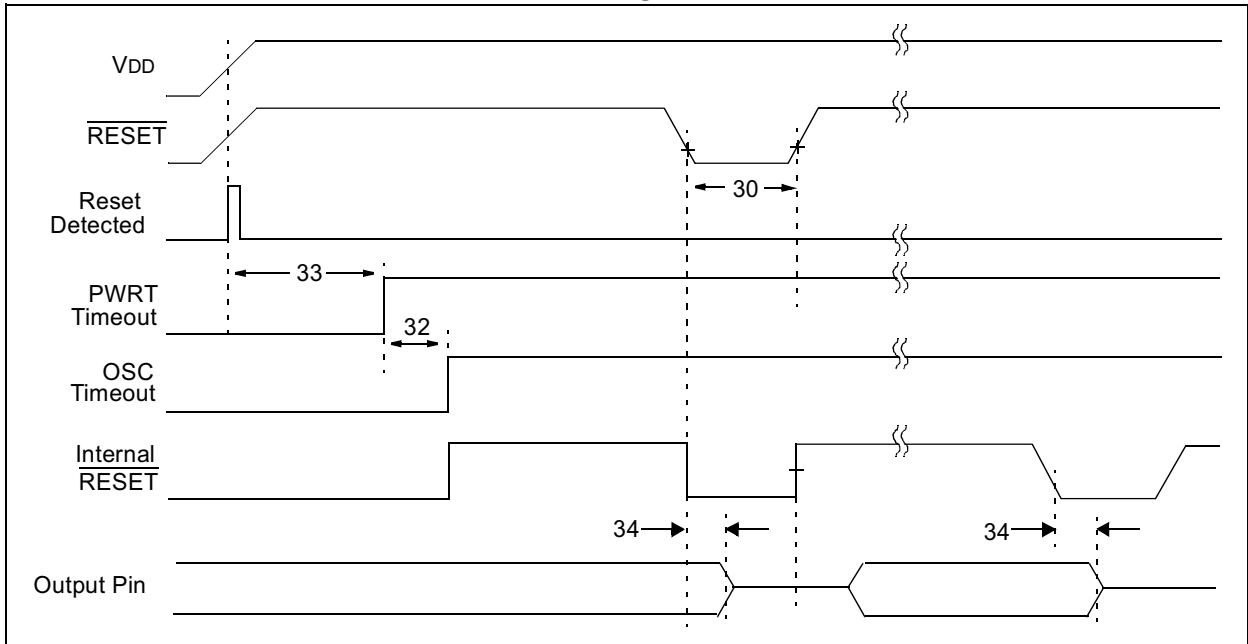 VDD
RESET
Reset
Detected
30
33
PWRT
Timeout
32
OSC
Timeout
Internal
RESET
34
34
Output Pin